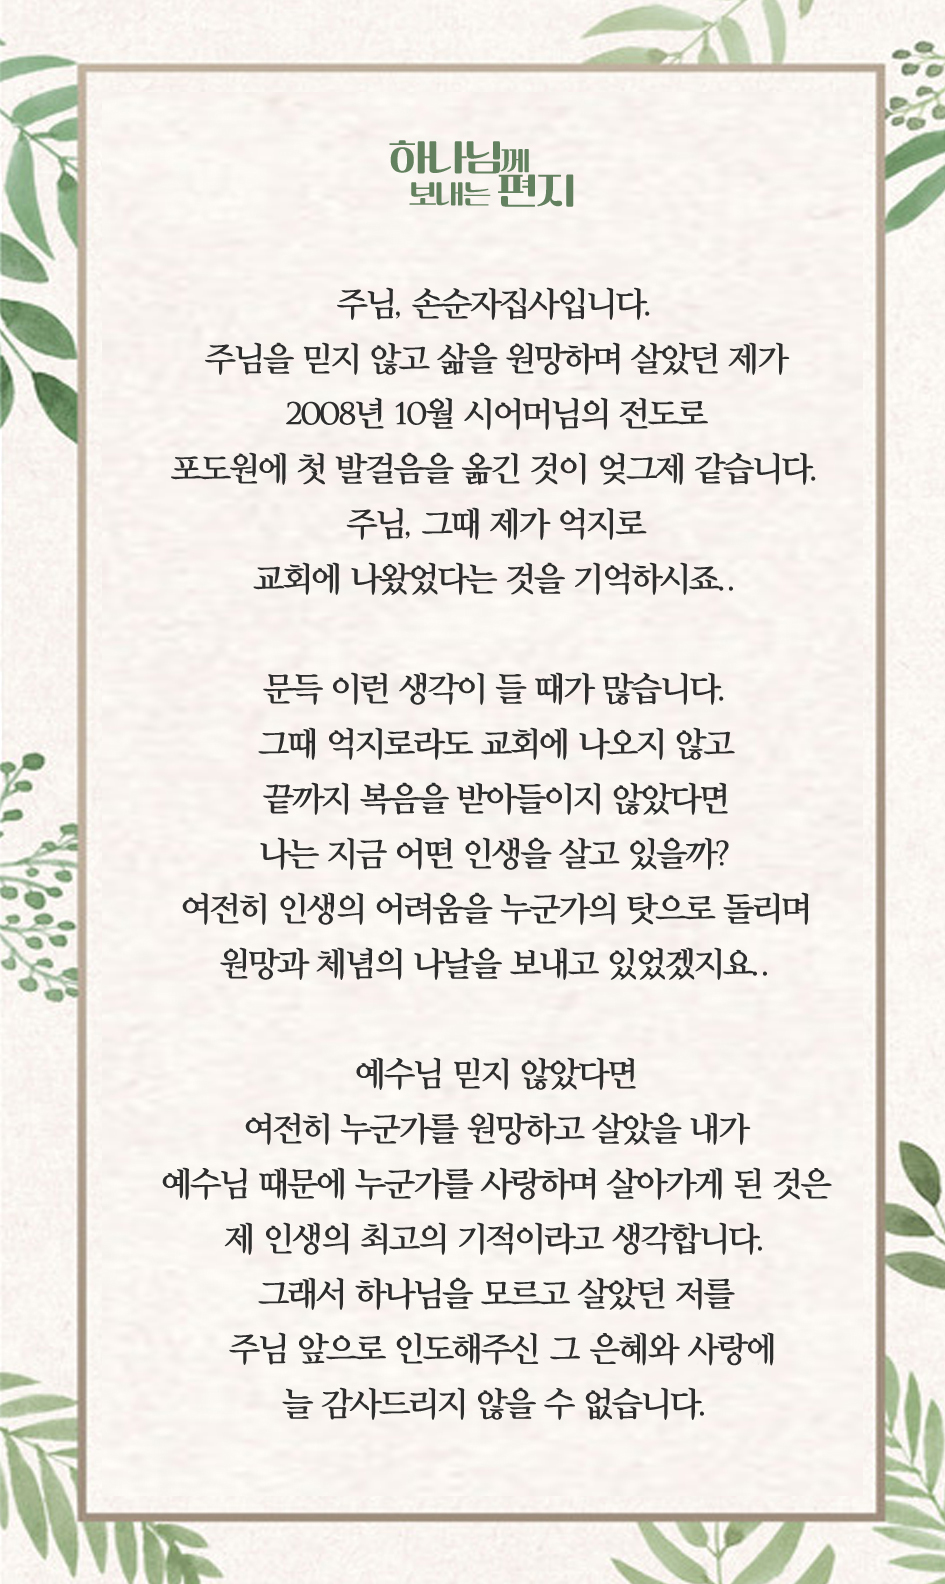 하나님께
보내는 편지
주님, 손순자집사입니다.
주님을 믿지 않고 삶을 원망하며 살았던 제가
2008년 10월 시어머님의 전도로
포도원에 첫 발걸음을 옮긴 것이 엊그제 같습니다.
주님, 그때 제가 억지로
교회에 나왔었다는 것을 기억하시죠..
문득 이런 생각이 들 때가 많습니다.
그때 억지로라도 교회에 나오지 않고
끝까지 복음을 받아들이지 않았다면
나는 지금 어떤 인생을 살고 있을까?
여전히 인생의 어려움을 누군가의 탓으로 돌리며
원망과 체념의 나날을 보내고 있었겠지요..
예수님 믿지 않았다면
여전히 누군가를 원망하고 살았을 내가
예수님 때문에 누군가를 사랑하며 살아가게 된 것은
제 인생의 최고의 기적이라고 생각합니다.
그래서 하나님을 모르고 살았던 저를
주님 앞으로 인도해주신 그 은혜와 사랑에
늘 감사드리지 않을 수 없습니다.